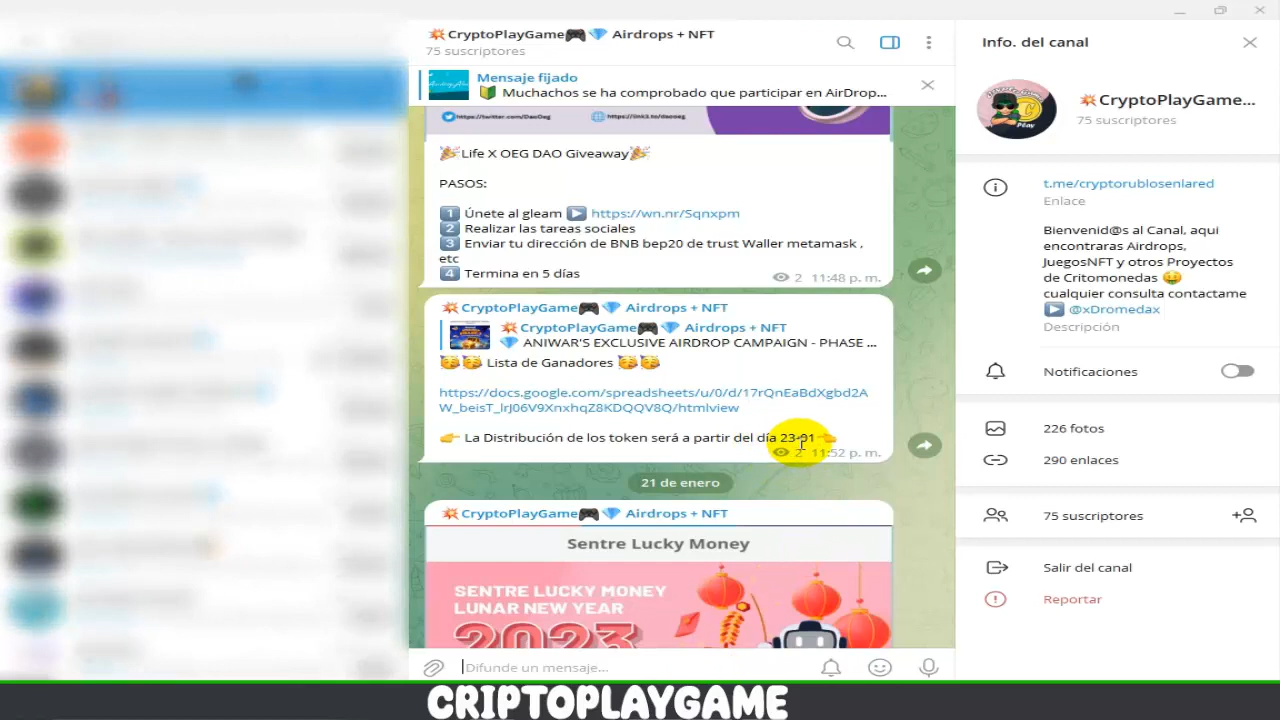 💥CryptoPlayGame🎮💎 Airdrops + NFT
75 suscriptores
Mensaje fijado
🔰 Muchachos se ha comprobado que participar en AirDrop...
https://twitter.com/DaoOeg
https://link3.to/daooeg
🎉Life X OEG DAO Giveaway🎉
PASOS:
1️⃣ Únete al gleam ▶️ https://wn.nr/Sqnxpm
2️⃣ Realizar las tareas sociales
3️⃣ Enviar tu dirección de BNB bep20 de trust Waller metamask ,
etc
4️⃣ Termina en 5 días
2 11:48 p. m.
💥CryptoPlayGame🎮💎 Airdrops + NFT
💥CryptoPlayGame🎮💎 Airdrops + NFT
💎 ANIWAR'S EXCLUSIVE AIRDROP CAMPAIGN - PHASE ...
🥳🥳 Lista de Ganadores 🥳🥳
https://docs.google.com/spreadsheets/u/0/d/17rQnEaBdXgbd2A
W_beisT_lrJ06V9XnxhqZ8KDQQV8Q/htmlview
👉 La Distribución de los token será a partir del día 23-01 👈
2 11:52 p. m.
21 de enero
💥CryptoPlayGame🎮💎 Airdrops + NFT
Sentre Lucky Money
SENTRE LUCKY MONEY
LUNAR NEW YEAR
2023
Difunde un mensaje...
Info. del canal
💥CryptoPlayGame...
75 suscriptores
t.me/cryptorublosenlared
Enlace
Bienvenid@s al Canal, aqui
encontraras Airdrops,
JuegosNFT y otros Proyectos
de Critomonedas 🤑
cualquier consulta contactame
▶️ @xDromedax
Descripción
Notificaciones
226 fotos
290 enlaces
75 suscriptores
Salir del canal
Reportar
CRIPTOPLAYGAME